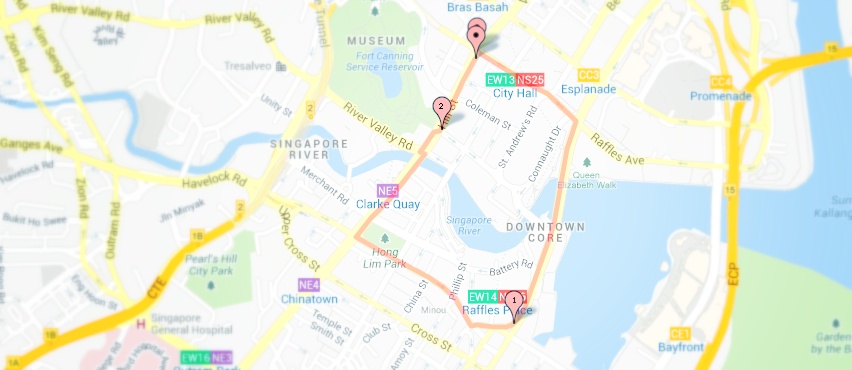 River Valley Rd
River Valley Rd
Bras Basah
Zion Rd
Kim Seng Rd
Tunnel
MUSEUM
Tresalveo
Fort Canning
Service Reservoir
EW13 NS25
City Hall
CC3
Esplanade
CC4
Promenade
Unity St
2
2
River Valley Rd
Coleman St
St. Andrew's Rd
Connaught Dr
Raffles Ave
15
Ganges Ave
SINGAPORE
RIVER
Havelock Rd
Havelock Rd
Merchant Rd
NE5
Clarke Quay
Queen
Elizabeth Walk
15
Zion Rd
Outram Rd
Jln Minyak
2
Bukit Ho Swee
Upper Cross St
Singapore
River
DOWNTOWN
CORE
Sun
Kallang
1B
1B
Pearl's Hill
City Park
Hong
Lim Park
Battery Rd
Phillip St
ECP
CTE
Eng Hoon St
NE4
Chinatown
China St
EW14
Raffles Place
1
Minou
H
Singapore
General Hospital
Temple St
Smith St
Club St
Cross St
Amoy St
CE1
Bayfront
Garden
by the B
1A
EW16 NE3
Outram Park